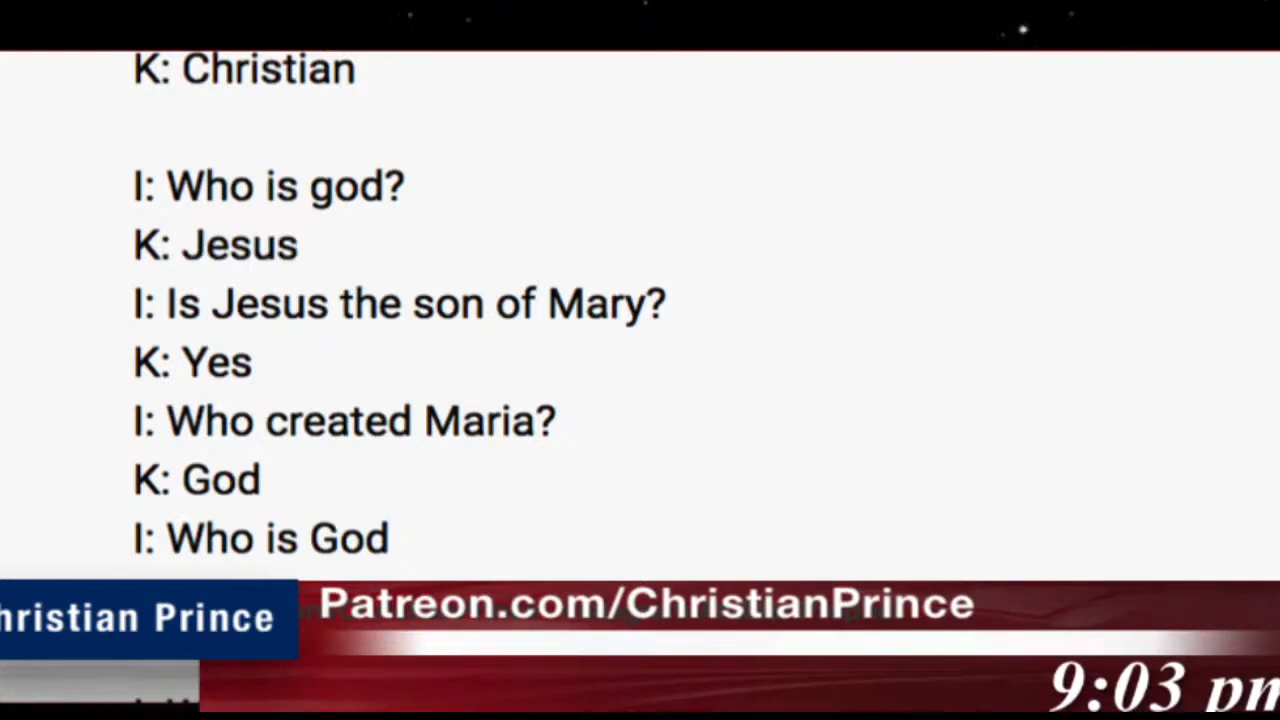 K: Christian
I: Who is god?
K: Jesus
I: Is Jesus the son of Mary?
K: Yes
I: Who created Maria?
K: God
I: Who is God
hristian Prince
Patreon.com/ChristianPrince
9:03 pm